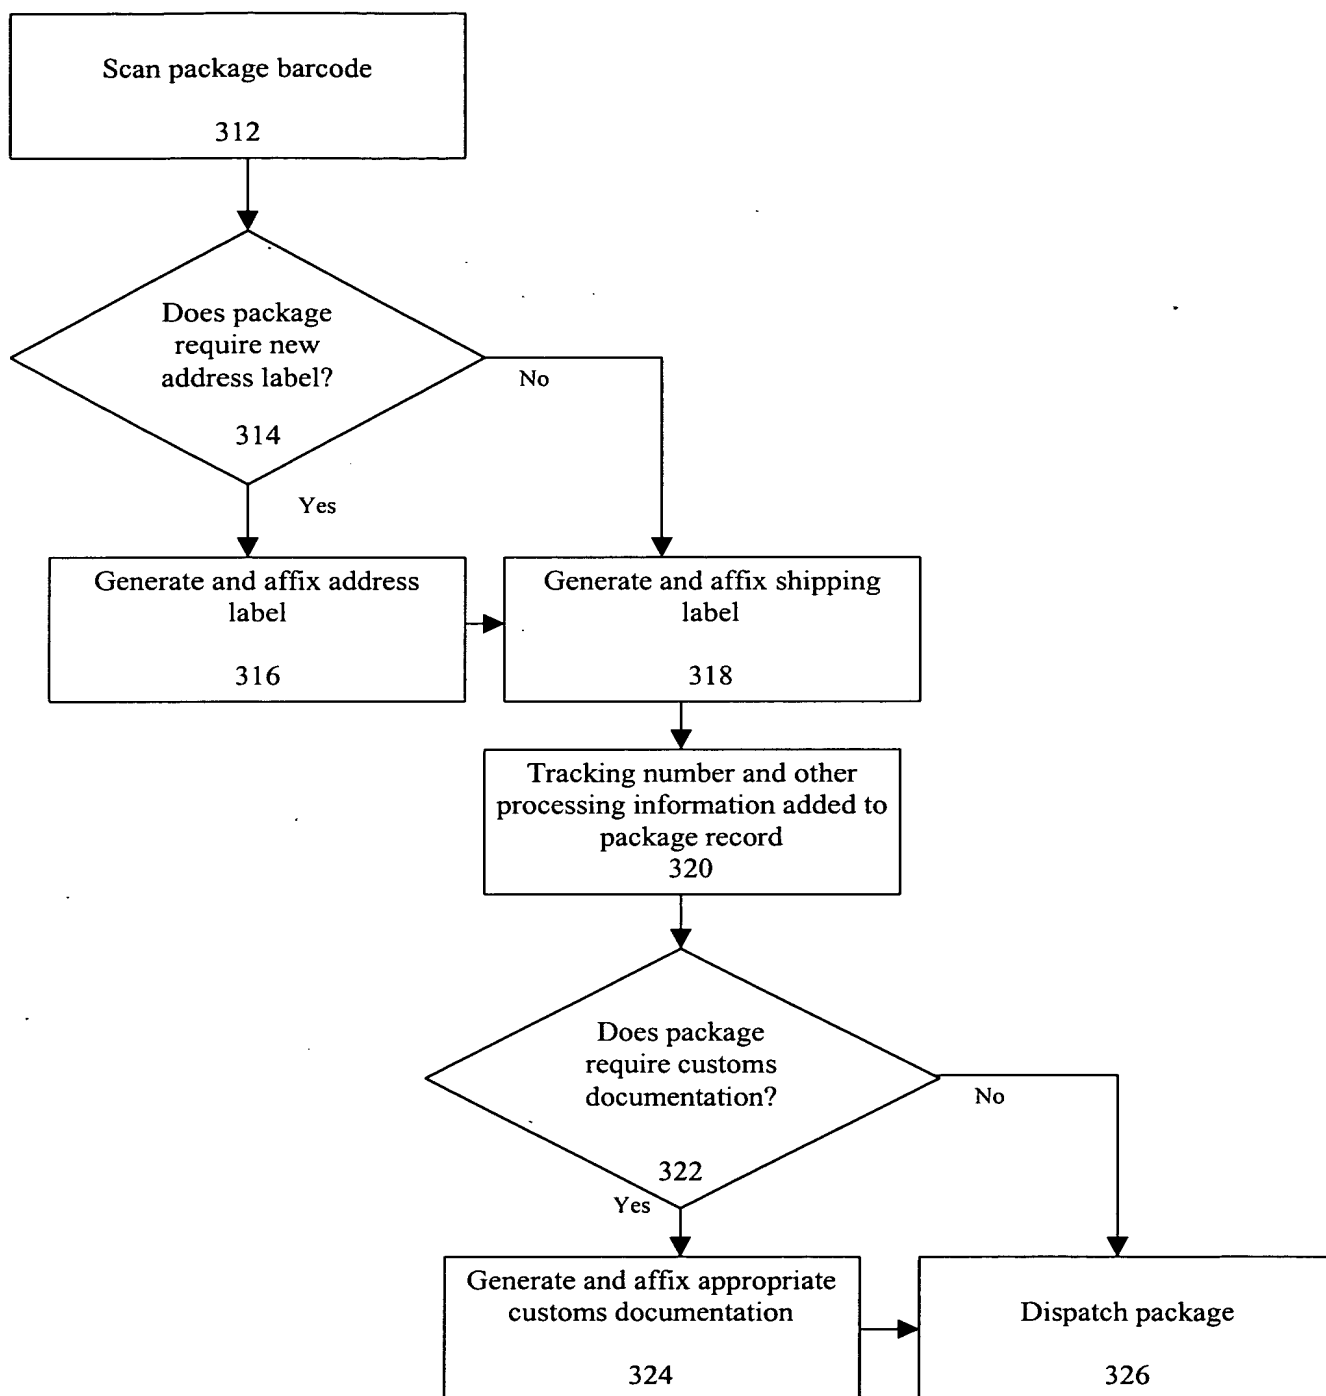 Scan package barcode
312
Does package
require new
address label?
314
No
Yes
Generate and affix address
label
316
Generate and affix shipping
label
318
Tracking number and other
processing information added to
package record
320
Does package
require customs
documentation?
322
No
Yes
Generate and affix appropriate
customs documentation
324
Dispatch package
326